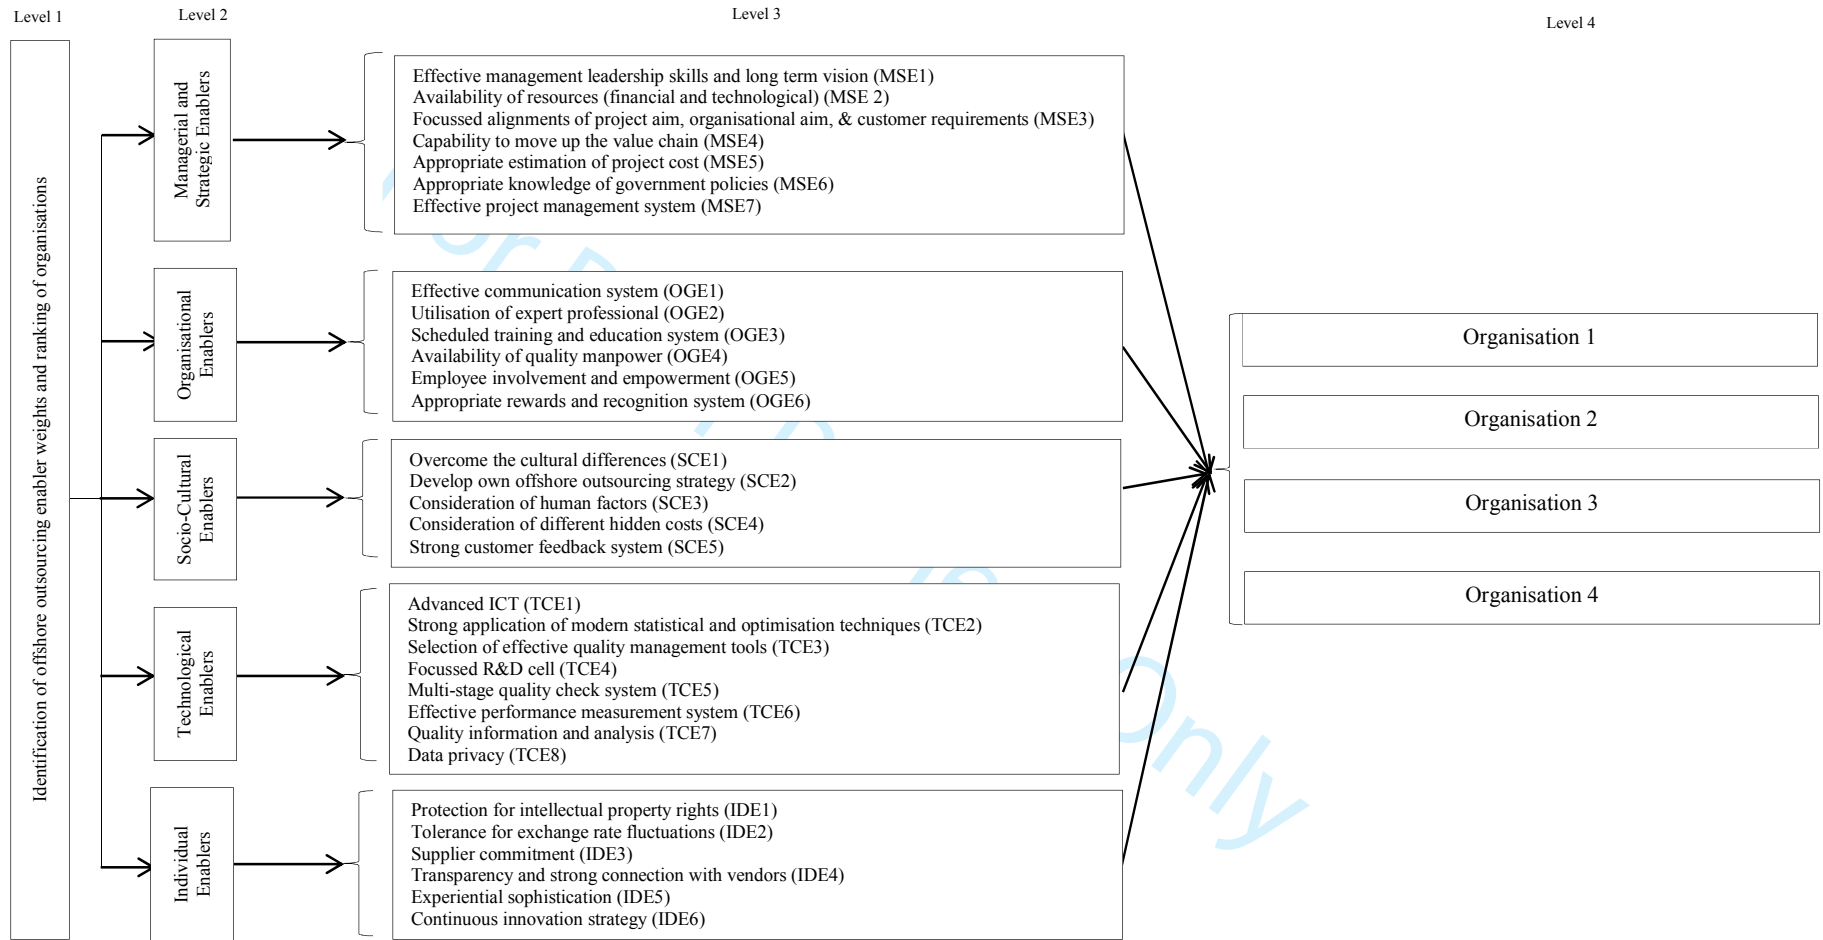 Level 1
Level 2
Level 3
Level 4
Identification of offshore outsourcing enabler weights and ranking of organisations
Managerial and
Strategic Enablers
Effective management leadership skills and long term vision (MSE1)
Availability of resources (financial and technological) (MSE 2)
Focussed alignments of project aim, organisational aim, & customer requirements (MSE3)
Capability to move up the value chain (MSE4)
Appropriate estimation of project cost (MSE5)
Appropriate knowledge of government policies (MSE6)
Effective project management system (MSE7)
Organisational
Enablers
Effective communication system (OGE1)
Utilisation of expert professional (OGE2)
Scheduled training and education system (OGE3)
Availability of quality manpower (OGE4)
Employee involvement and empowerment (OGE5)
Appropriate rewards and recognition system (OGE6)
Socio-Cultural
Enablers
Overcome the cultural differences (SCE1)
Develop own offshore outsourcing strategy (SCE2)
Consideration of human factors (SCE3)
Consideration of different hidden costs (SCE4)
Strong customer feedback system (SCE5)
Technological
Enablers
Advanced ICT (TCE1)
Strong application of modern statistical and optimisation techniques (TCE2)
Selection of effective quality management tools (TCE3)
Focussed R&D cell (TCE4)
Multi-stage quality check system (TCE5)
Effective performance measurement system (TCE6)
Quality information and analysis (TCE7)
Data privacy (TCE8)
Individual
Enablers
Protection for intellectual property rights (IDE1)
Tolerance for exchange rate fluctuations (IDE2)
Supplier commitment (IDE3)
Transparency and strong connection with vendors (IDE4)
Experiential sophistication (IDE5)
Continuous innovation strategy (IDE6)
Organisation 1
Organisation 2
Organisation 3
Organisation 4
Only